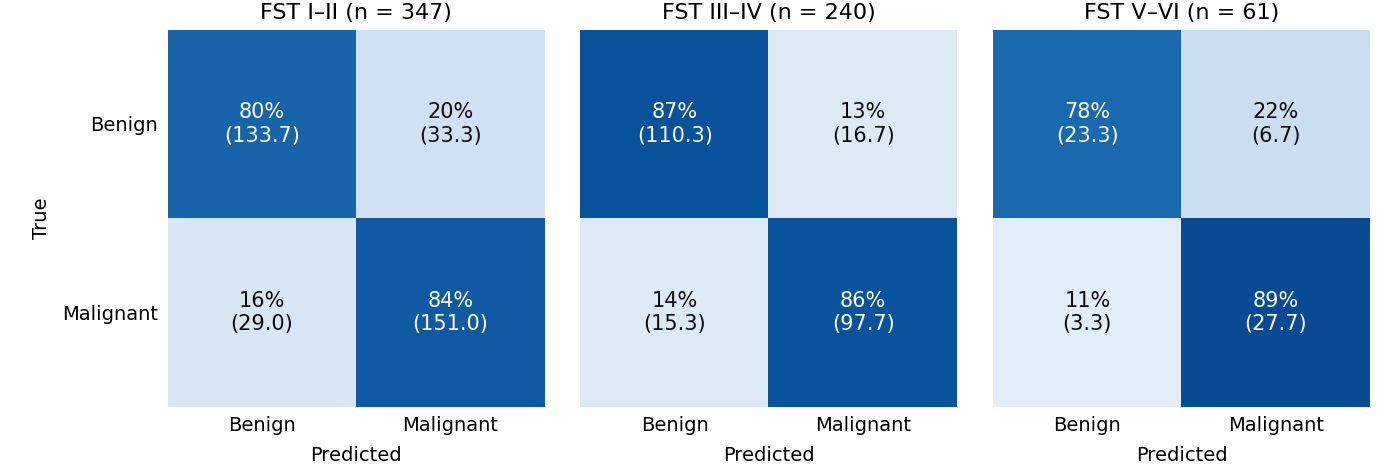 FST I–II (n = 347)
FST III–IV (n = 240)
FST V–VI (n = 61)
True
Benign
80%
(133.7)
20%
(33.3)
87%
(110.3)
13%
(16.7)
78%
(23.3)
22%
(6.7)
Malignant
16%
(29.0)
84%
(151.0)
14%
(15.3)
86%
(97.7)
11%
(3.3)
89%
(27.7)
Benign
Malignant
Benign
Malignant
Benign
Malignant
Predicted
Predicted
Predicted